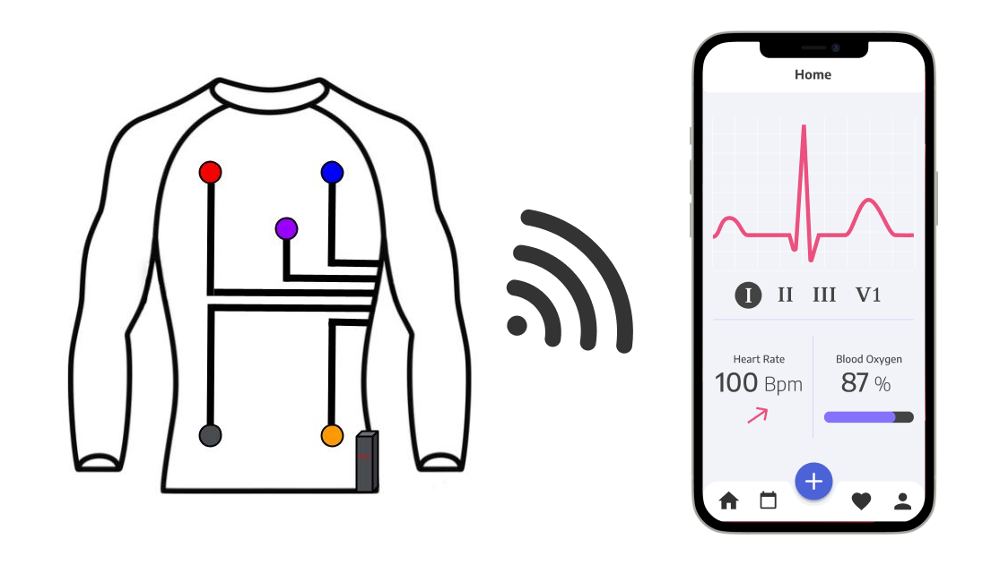 Home
I II III V1
Heart Rate
100 Bpm
Blood Oxygen
87 %